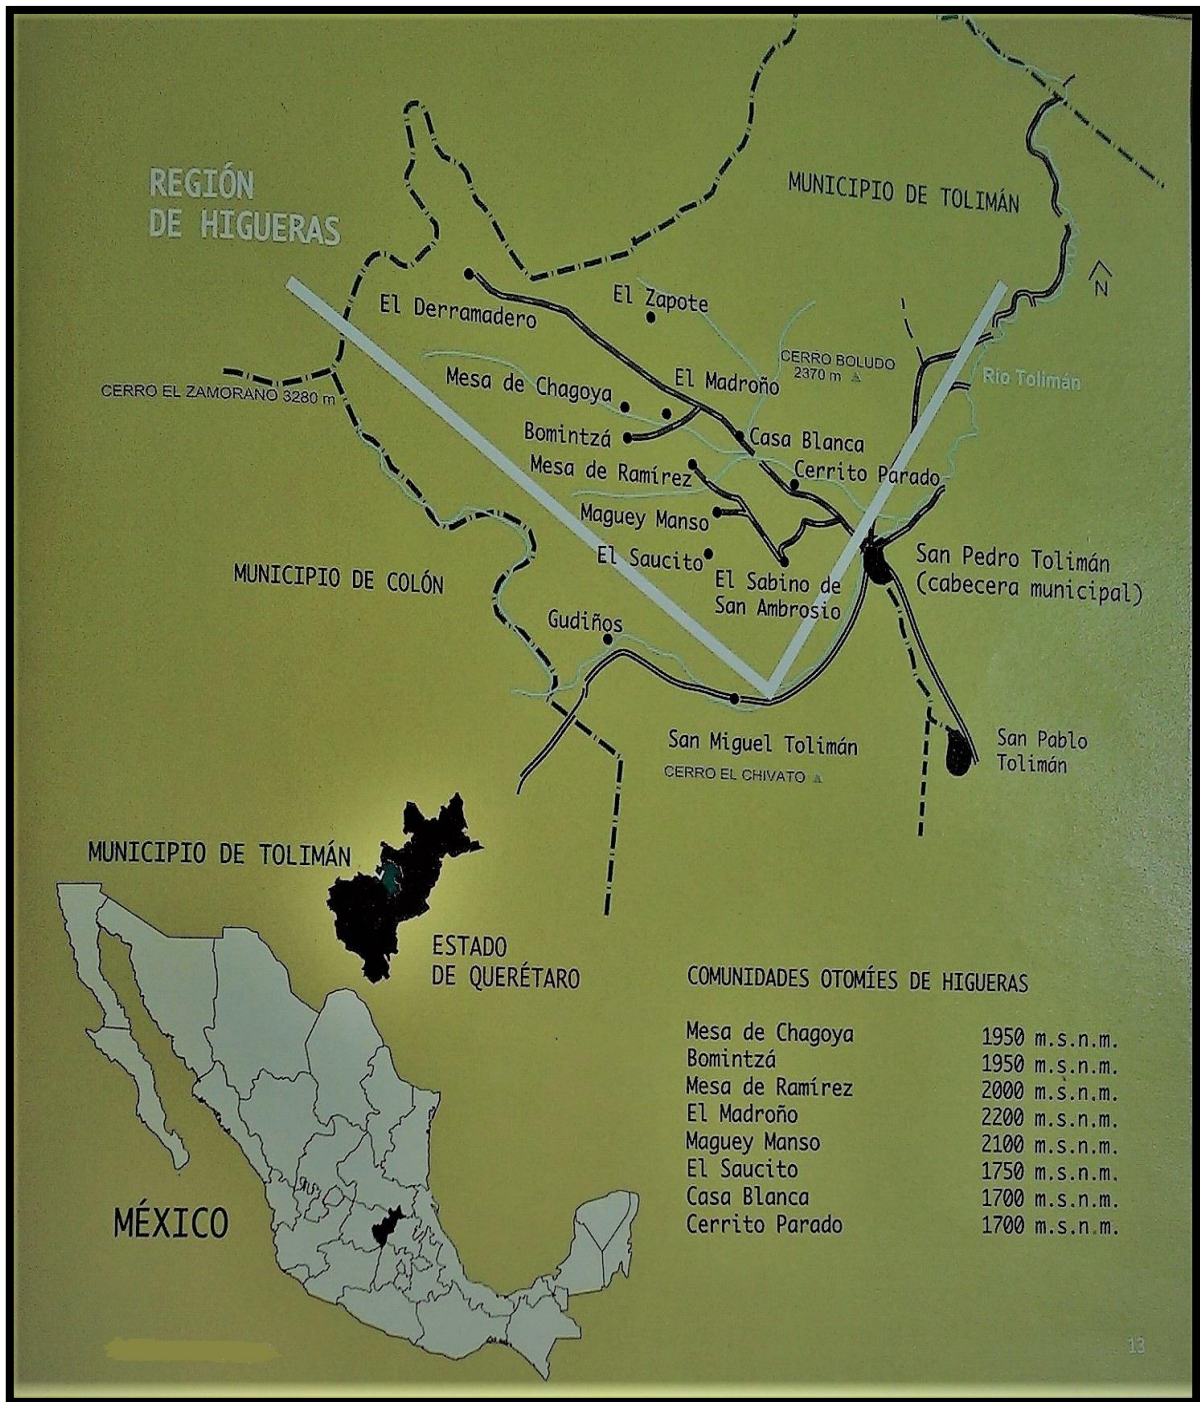 REGIÓN
DE HIGUERAS
MUNICIPIO DE TOLIMÁN
N
El Derramadero
El Zapote
CERRO BOLUDO
2370 m
Río Tolimán
CERRO EL ZAMORANO 3280 m
Mesa de Chagoya
El Madroño
Bomintzá
Casa Blanca
Mesa de Ramírez
Cerrito Parado
Maguey Manso
El Saucito
El Sabino de
San Ambrosio
San Pedro Tolimán
(cabecera municipal)
MUNICIPIO DE COLÓN
Gudiños
San Miguel Tolimán
CERRO EL CHIVATO
San Pablo
Tolimán
MUNICIPIO DE TOLIMÁN
ESTADO
DE QUERÉTARO
MÉXICO
COMUNIDADES OTOMÍES DE HIGUERAS
Mesa de Chagoya 1950 m.s.n.m.
Bomintzá 1950 m.s.n.m.
Mesa de Ramírez 2000 m.s.n.m.
El Madroño 2200 m.s.n.m.
Maguey Manso 2100 m.s.n.m.
El Saucito 1750 m.s.n.m.
Casa Blanca 1700 m.s.n.m.
Cerrito Parado 1700 m.s.n.m.
13